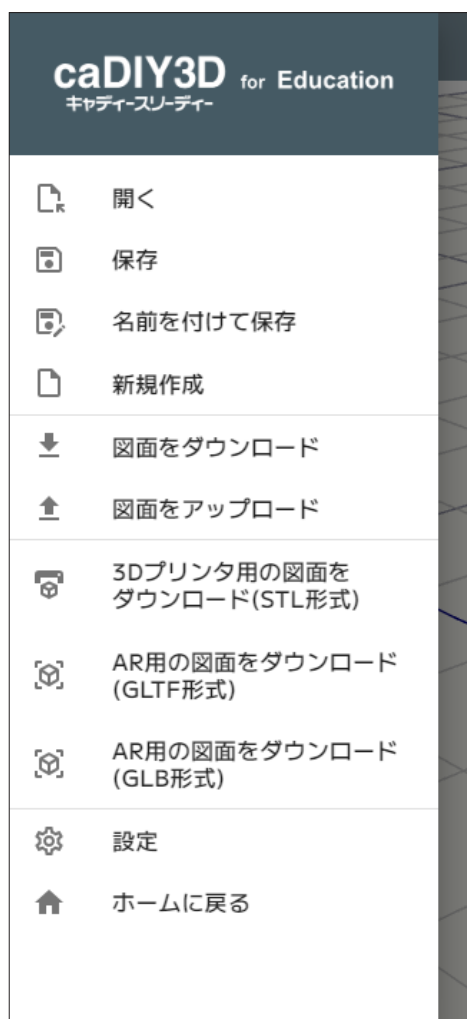 caDIY3D for Education
キャディースリーディー
開く
保存
名前を付けて保存
新規作成
図面をダウンロード
図面をアップロード
3Dプリンタ用の図面を
ダウンロード(STL形式)
AR用の図面をダウンロード
(GLTF形式)
AR用の図面をダウンロード
(GLB形式)
設定
ホームに戻る